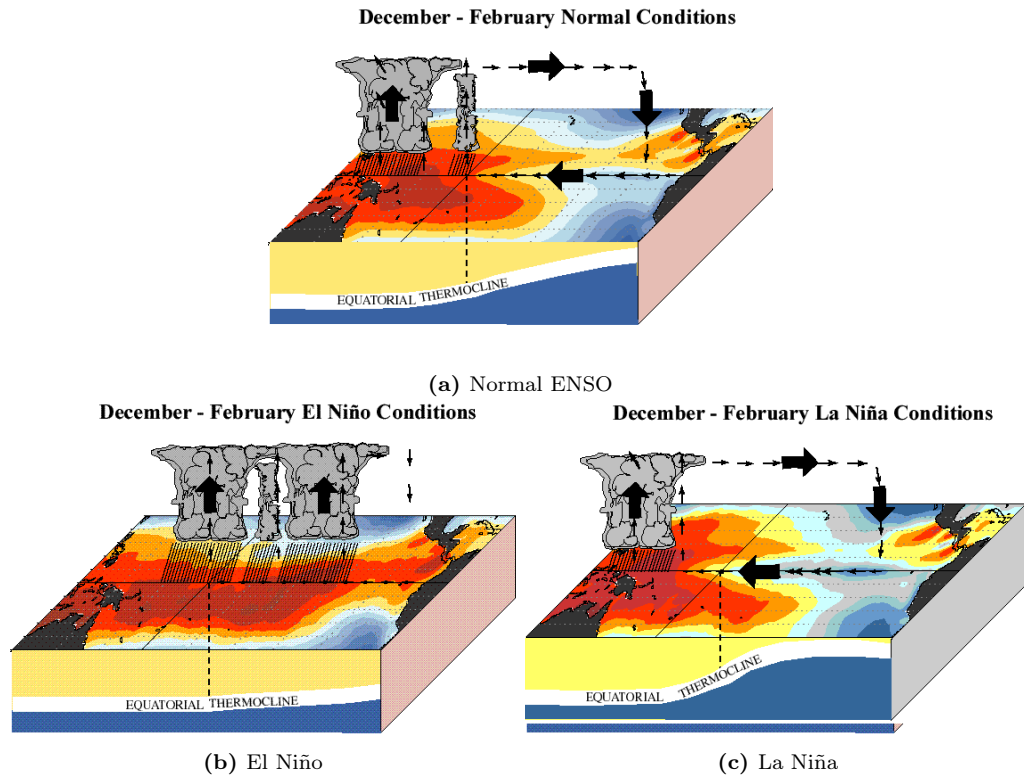 December - February Normal Conditions
EQUATORIAL THERMOCLINE
(a) Normal ENSO
December - February El Niño Conditions
EQUATORIAL THERMOCLINE
(b) El Niño
December - February La Niña Conditions
EQUATORIAL THERMOCLINE
(c) La Niña